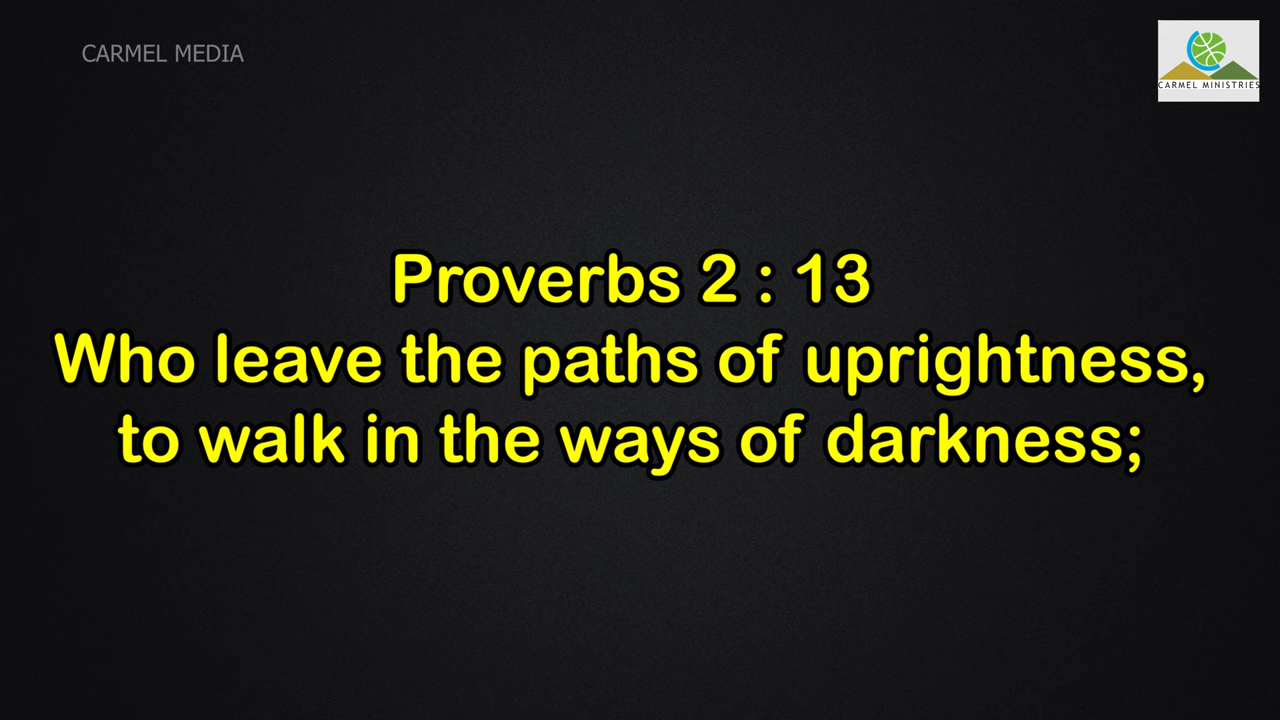 CARMEL MEDIA
CARMEL MINISTRIES
Proverbs 2 : 13
Who leave the paths of uprightness,
to walk in the ways of darkness;